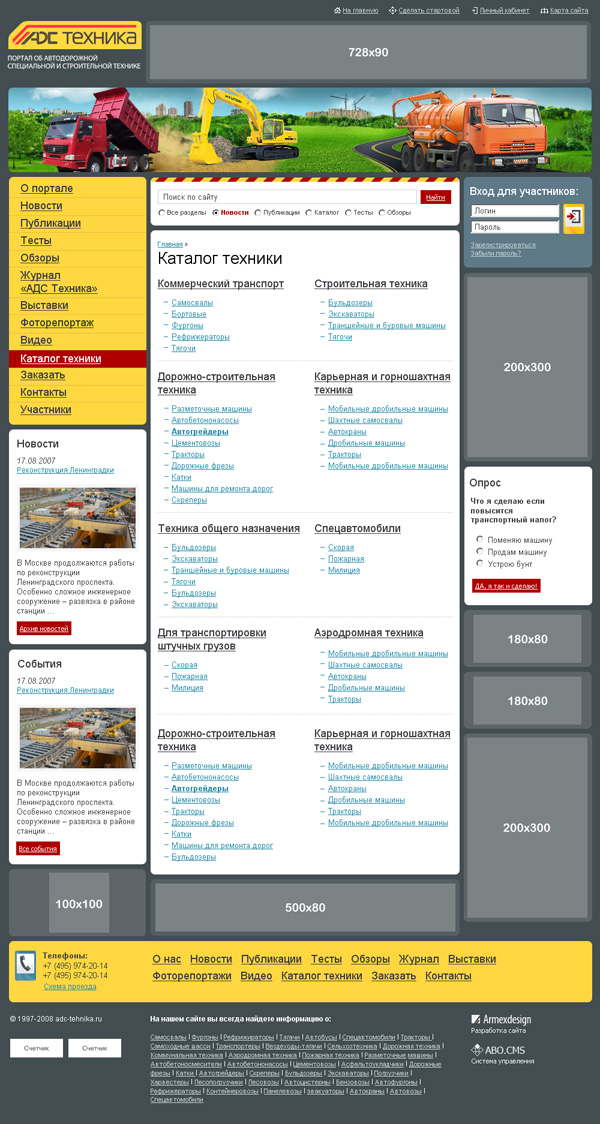 На главную Сделать стартовой Личный кабинет Карта сайта
АДС техника
ПОРТАЛ ОБ АВТОДОРОЖНОЙ
СПЕЦИАЛЬНОЙ И СТРОИТЕЛЬНОЙ ТЕХНИКЕ
728x90
HYUNDAI
О портале
Новости
Публикации
Тесты
Обзоры
Журнал
«АДС Техника»
Выставки
Фоторепортаж
Видео
Каталог техники
Заказать
Контакты
Участники
Новости
17.08.2007
Реконструкция Ленинградки
В Москве продолжаются работы
по реконструкции
Ленинградского проспекта.
Особенно сложное инженерное
сооружение – развязка в районе
станции ...
Архив новостей
События
17.08.2007
Реконструкция Ленинградки
В Москве продолжаются работы
по реконструкции
Ленинградского проспекта.
Особенно сложное инженерное
сооружение – развязка в районе
станции ...
Все события
100x100
Поиск по сайту Найти
Все разделы Новости Публикации Каталог Тесты Обзоры
Главная »
Каталог техники
Коммерческий транспорт
– Самосвалы
– Бортовые
– Фургоны
– Рефрижераторы
– Тягочи
Строительная техника
– Бульдозеры
– Экскаваторы
– Траншейные и буровые машины
– Тягочи
Дорожно-строительная
техника
– Разметочные машины
– Автобетононасосы
– Автогрейдеры
– Цементовозы
– Тракторы
– Дорожные фрезы
– Катки
– Машины для ремонта дорог
– Скреперы
Карьерная и горношахтная
техника
– Мобильные дробильные машины
– Шахтные самосвалы
– Автокраны
– Дробильные машины
– Тракторы
– Мобильные дробильные машины
Техника общего назначения
– Бульдозеры
– Экскаваторы
– Траншейные и буровые машины
– Тягочи
– Бульдозеры
– Экскаваторы
Спецавтомобили
– Скорая
– Пожарная
– Милиция
Для транспортировки
штучных грузов
– Скорая
– Пожарная
– Милиция
Аэродромная техника
– Мобильные дробильные машины
– Шахтные самосвалы
– Автокраны
– Дробильные машины
– Тракторы
Дорожно-строительная
техника
– Разметочные машины
– Автобетононасосы
– Автогрейдеры
– Цементовозы
– Тракторы
– Дорожные фрезы
– Катки
– Машины для ремонта дорог
– Бульдозеры
Карьерная и горношахтная
техника
– Мобильные дробильные машины
– Шахтные самосвалы
– Автокраны
– Дробильные машины
– Тракторы
– Мобильные дробильные машины
500x80
Вход для участников:
Логин
Пароль
Зарегистрироваться
Забыли пароль?
200x300
Опрос
Что я сделаю если
повысится
транспортный налог?
Поменяю машину
Продам машину
Устрою бунт
ДА, я так и сделаю!
180x80
180x80
200x300
Телефоны:
+7 (495) 974-20-14
+7 (495) 974-20-14
Схема проезда
О нас Новости Публикации Тесты Обзоры Журнал Выставки
Фоторепортажи Видео Каталог техники Заказать Контакты
© 1997-2008 adc-tehnika.ru
Счетчик Счетчик
На нашем сайте вы всегда найдете информацию о:
Самосвалы | Фургоны | Рефрижираторы | Тягачи | Автобусы | Спецавтомобили | Тракторы |
Самоходные шасси | Транспортеры | Вездеходы-тягачи | Сельхозтехника | Дорожная техника |
Коммунальная техника | Аэродромная техника | Пожарная техника | Разметочные машины |
Автобетоносмесители | Автобетононасосы | Цементовозы | Асфальтоукладчики | Дорожные
фрезы | Катки | Автогрейдеры | Скреперы | Бульдозеры | Экскаваторы | Погрузчики |
Харвестеры | Лесопогрузчики | Лесовозы | Автоцистерны | Бензовозы | Автофургоны |
Рефрижераторы | Контейнеровозы | Панелевозы | эвакуаторы | Автокраны | Автовозы |
Спецавтомобили
Armexdesign
Разработка сайта
ABO.CMS
Система управления